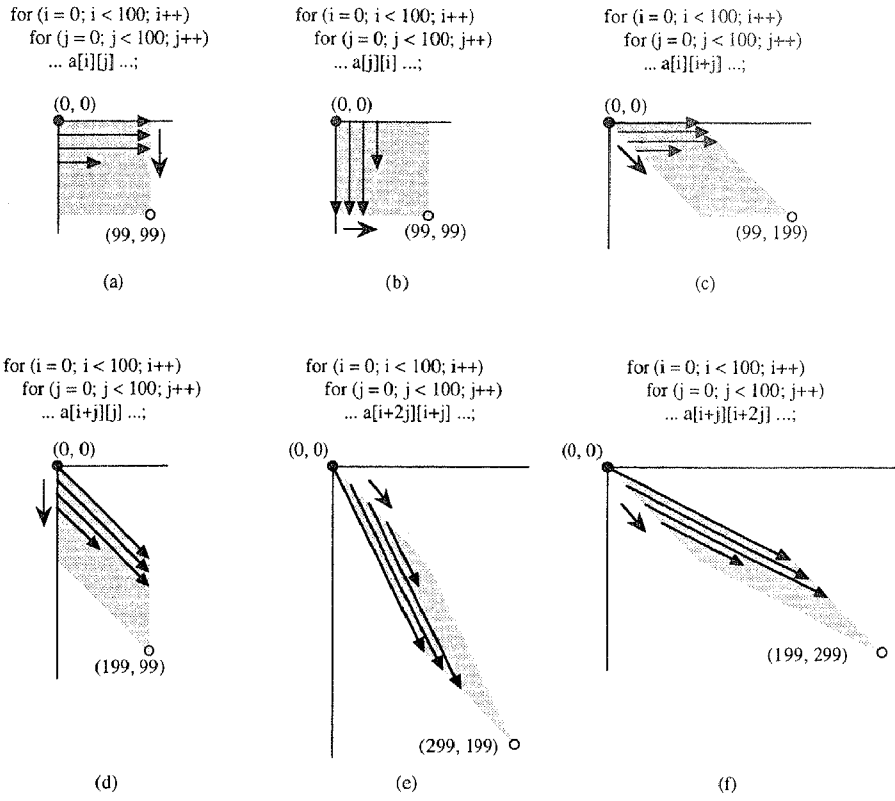 for (i = 0; i < 100; i++)
for (j = 0; j < 100; j++)
... a[i][j] ...;
(0, 0)
(99, 99)
(a)
for (i = 0; i < 100; i++)
for (j = 0; j < 100; j++)
... a[j][i] ...;
(0, 0)
(99, 99)
(b)
for (i = 0; i < 100; i++)
for (j = 0; j < 100; j++)
... a[i][i+j] ...;
(0, 0)
(99, 199)
(c)
for (i = 0; i < 100; i++)
for (j = 0; j < 100; j++)
... a[i+j][j] ...;
(0, 0)
(199, 99)
(d)
for (i = 0; i < 100; i++)
for (j = 0; j < 100; j++)
... a[i+2j][i+j] ...;
(0, 0)
(299, 199)
(e)
for (i = 0; i < 100; i++)
for (j = 0; j < 100; j++)
... a[i+j][i+2j] ...;
(0, 0)
(199, 299)
(f)